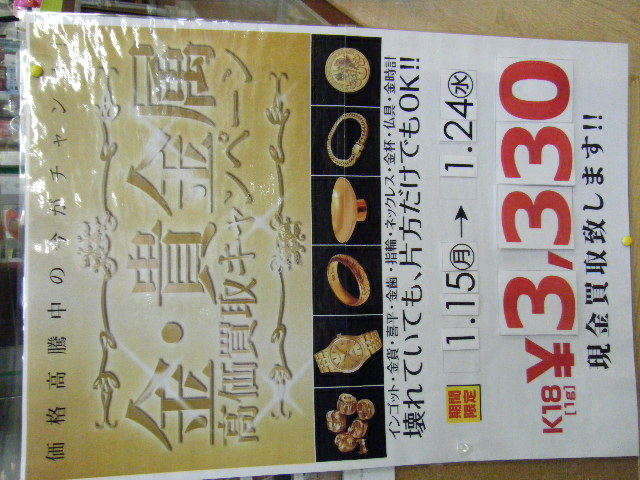 価格高騰中の今がチャンス
金・貴金属
高価買取キャンペーン
インゴット・金貨・喜平・金歯・指輪・ネックレス・金杯・仏具・金時計
壊れていても、片方だけでもOK!!
期間限定
1.15月→1.24水
K18
[1g]
¥3,330
現金買取致します!!